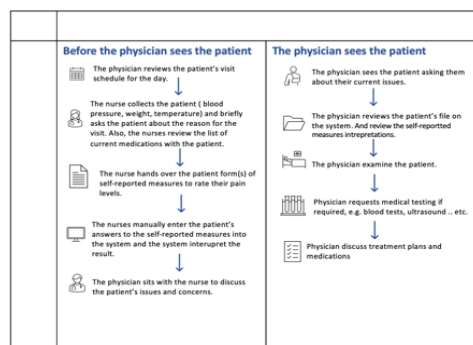 Before the physician sees the patient
The physician reviews the patient's visit
schedule for the day.
The nurse collects the patient ( blood
pressure, weight, temperature) and briefly
asks the patient about the reason for the
visit. Also, the nurses review the list of
current medications with the patient.
The nurse hands over the patient form(s) of
self-reported measures to rate their pain
levels.
The nurses manually enter the patient's
answers to the self-reported measures into
the system and the system interupret the
result.
The physician sits with the nurse to discuss
the patient's issues and concerns.
The physician sees the patient
The physician sees the patient asking them
about their current issues.
The physician reviews the patient's file on
the system. And review the self-reported
measures intrepretations.
The physician examine the patient.
Physician requests medical testing if
required, e.g. blood tests, ultrasound .. etc.
Physician discuss treatment plans and
medications